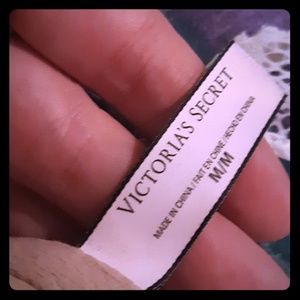 VICTORIA'S SECRET
MADE IN CHINA / FAIT EN CHINE / HECHO EN CHINA
M/M